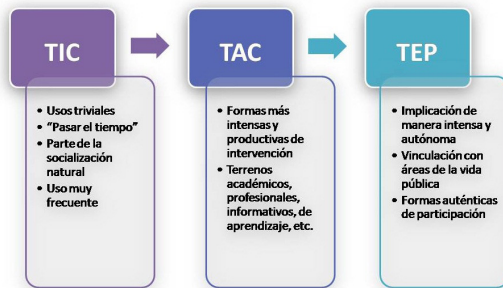 TIC
• Usos triviales
• “Pasar el tiempo”
• Parte de la
socialización
natural
• Uso muy
frecuente
TAC
• Formas más
intensas y
productivas de
intervención
• Terrenos
académicos,
profesionales,
informativos, de
aprendizaje, etc.
TEP
• Implicación de
manera intensa y
autónoma
• Vinculación con
áreas de la vida
pública
• Formas auténticas
de participación